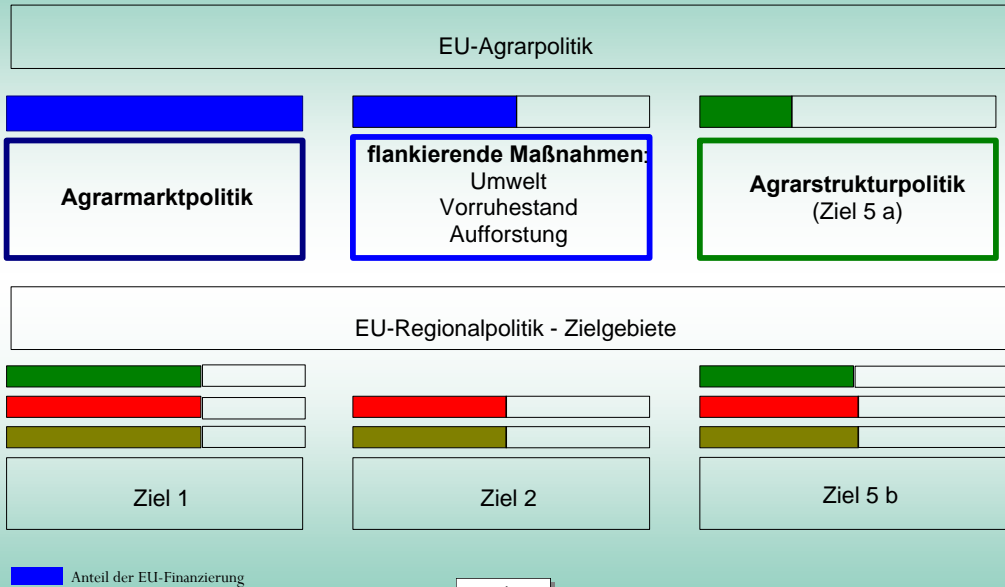 EU-Agrarpolitik
Agrarmarktpolitik
flankierende Maßnahmen:
Umwelt
Vorruhestand
Aufforstung
Agrarstrukturpolitik
(Ziel 5 a)
EU-Regionalpolitik - Zielgebiete
Ziel 1
Ziel 2
Ziel 5 b
Anteil der EU-Finanzierung